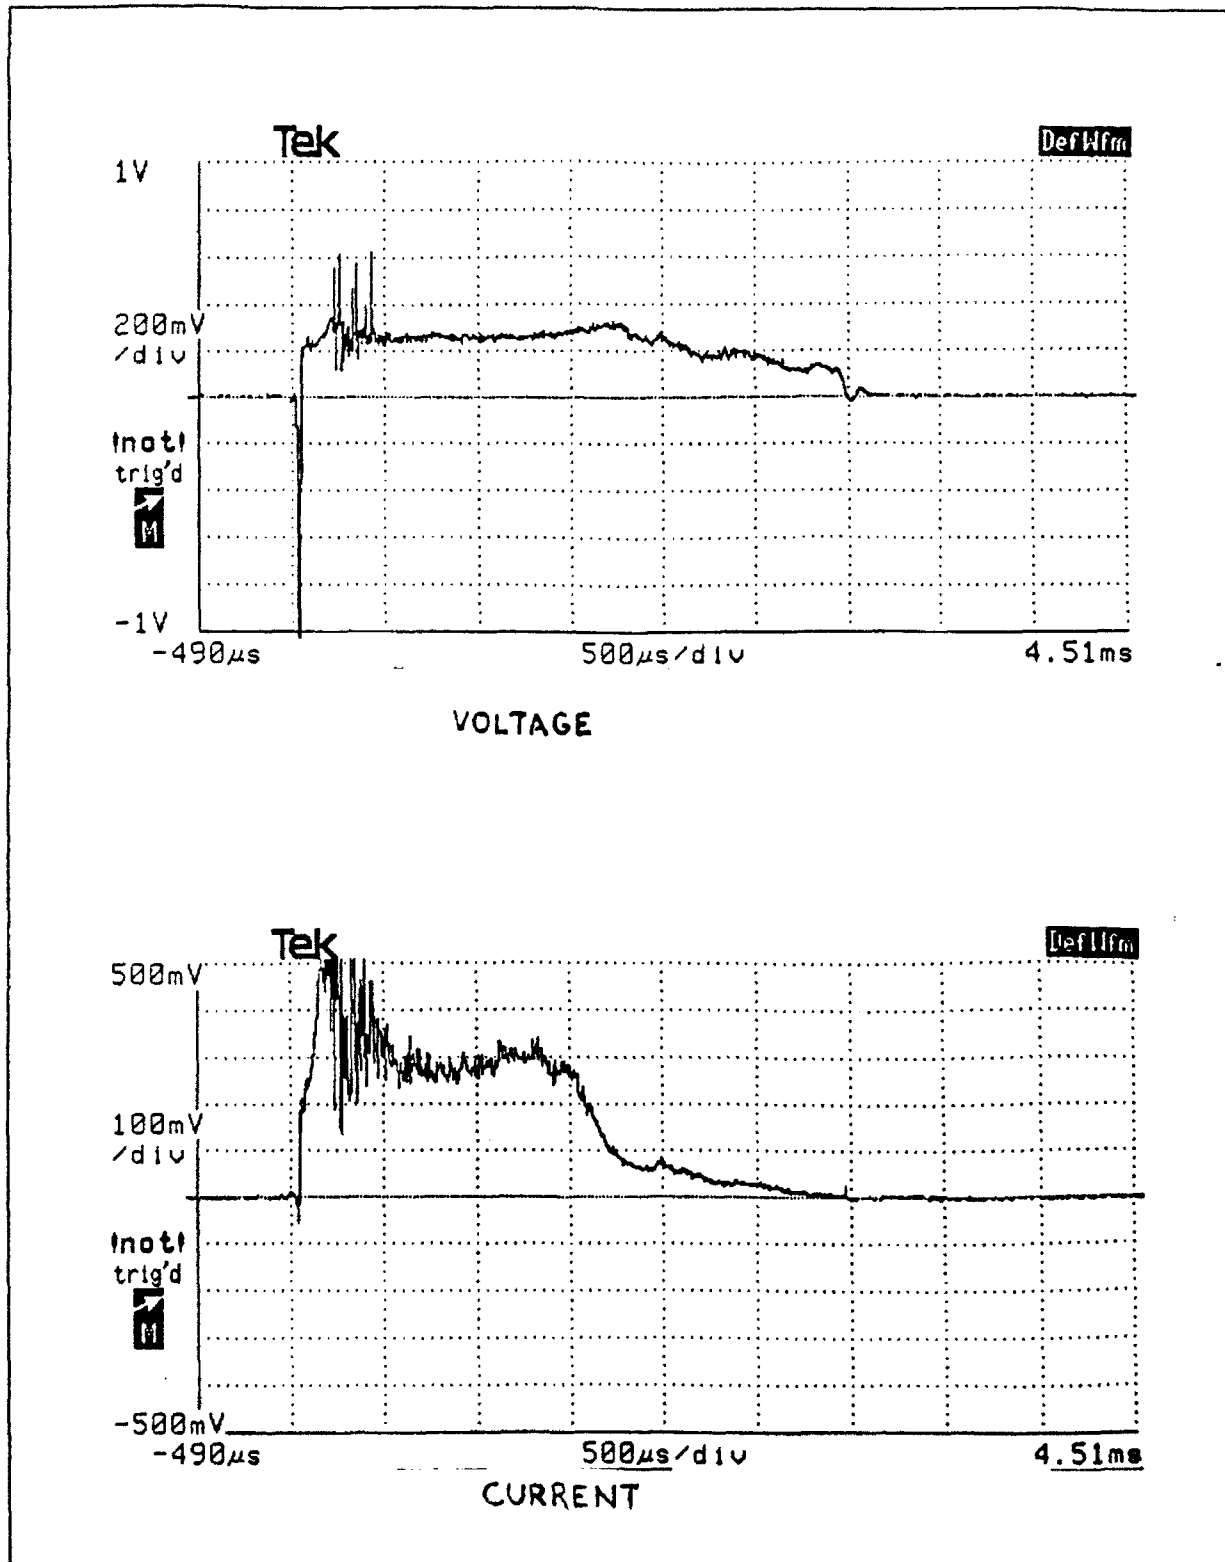 Tek DefWfm
1V
200mV
/div
!not!
trig'd
M
-1V
-490µs 500µs/div 4.51ms
VOLTAGE
Tek DefWfm
500mV
100mV
/div
!not!
trig'd
M
-500mV
-490µs 500µs/div 4.51ms
CURRENT